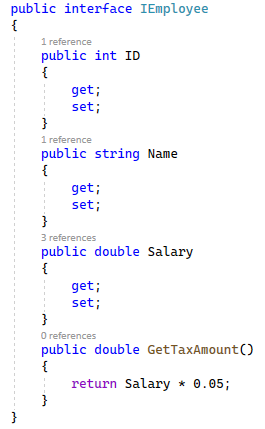 public interface IEmployee
{
1 reference
public int ID
{
get;
set;
}
1 reference
public string Name
{
get;
set;
}
3 references
public double Salary
{
get;
set;
}
0 references
public double GetTaxAmount()
{
return Salary * 0.05;
}
}